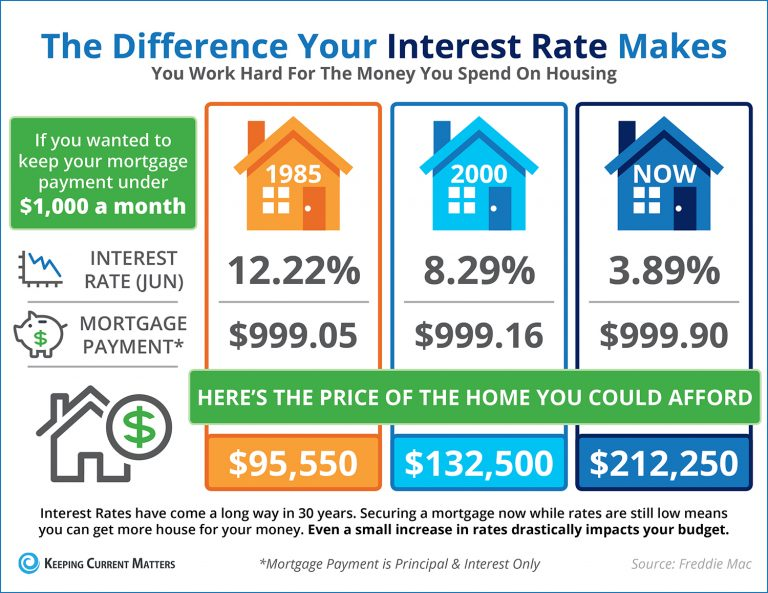 The Difference Your Interest Rate Makes
You Work Hard For The Money You Spend On Housing
If you wanted to
keep your mortgage
payment under
$1,000 a month
1985
2000
NOW
INTEREST
RATE (JUN)
12.22%
8.29%
3.89%
MORTGAGE
PAYMENT*
$999.05
$999.16
$999.90
$
$
HERE'S THE PRICE OF THE HOME YOU COULD AFFORD
$95,550
$132,500
$212,250
Interest Rates have come a long way in 30 years. Securing a mortgage now while rates are still low means
you can get more house for your money. Even a small increase in rates drastically impacts your budget.
KEEPING CURRENT MATTERS
*Mortgage Payment is Principal & Interest Only
Source: Freddie Mac